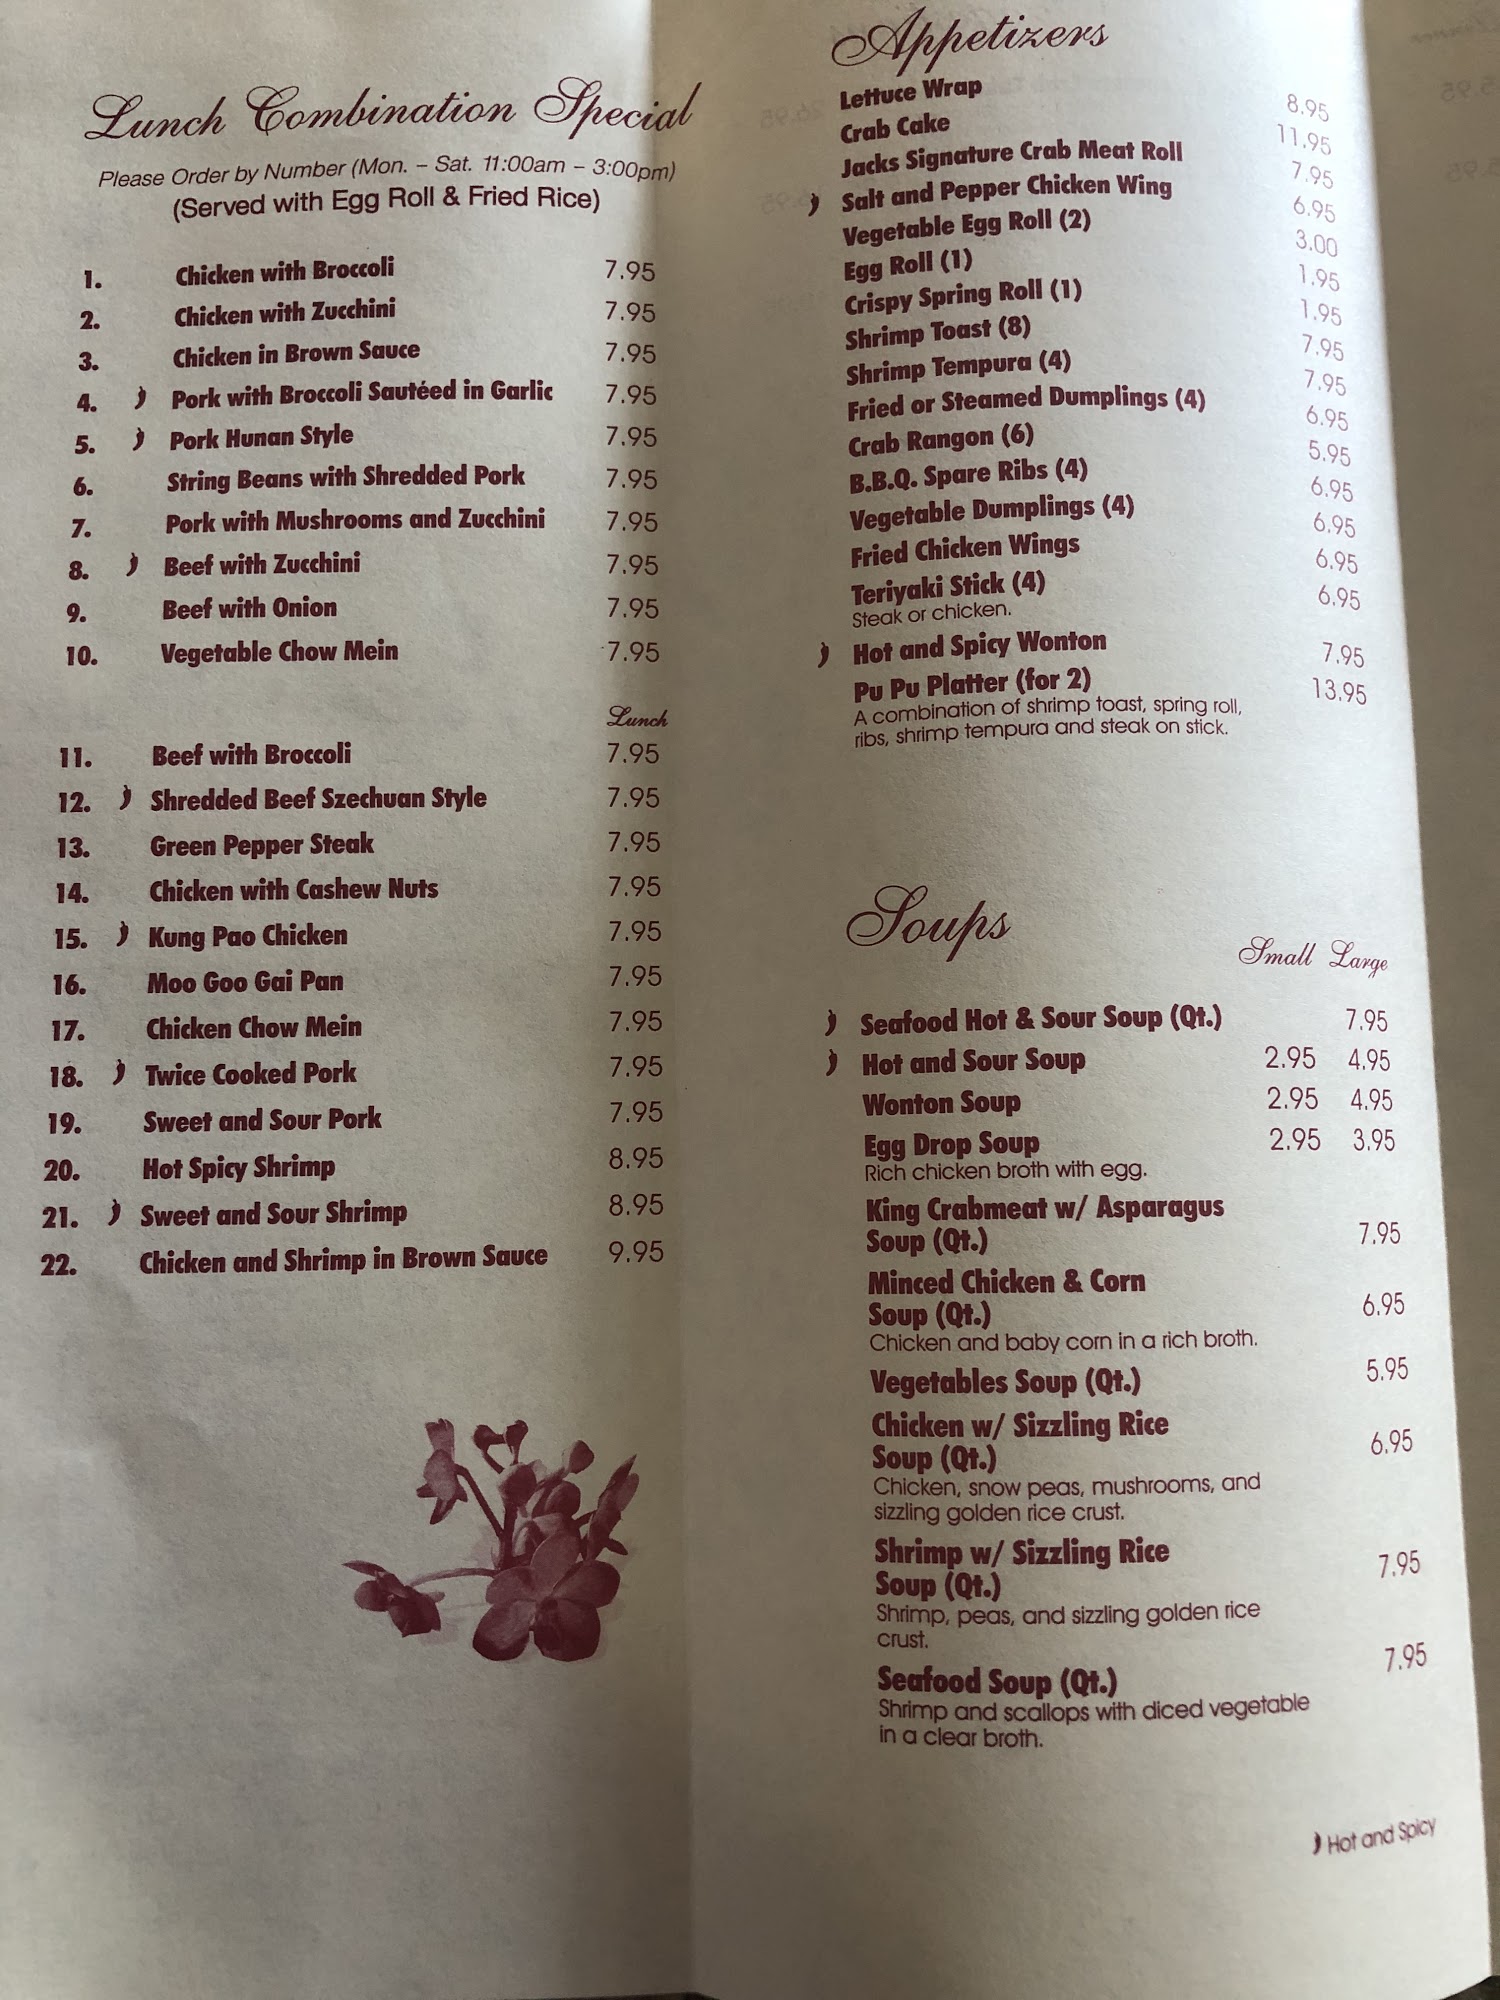 Lunch Combination Special
Please Order by Number (Mon. – Sat. 11:00am – 3:00pm)
(Served with Egg Roll & Fried Rice)
1. Chicken with Broccoli 7.95
2. Chicken with Zucchini 7.95
3. Chicken in Brown Sauce 7.95
4. Pork with Broccoli Sautéed in Garlic 7.95
5. Pork Hunan Style 7.95
6. String Beans with Shredded Pork 7.95
7. Pork with Mushrooms and Zucchini 7.95
8. Beef with Zucchini 7.95
9. Beef with Onion 7.95
10. Vegetable Chow Mein 7.95
Lunch
11. Beef with Broccoli 7.95
12. Shredded Beef Szechuan Style 7.95
13. Green Pepper Steak 7.95
14. Chicken with Cashew Nuts 7.95
15. Kung Pao Chicken 7.95
16. Moo Goo Gai Pan 7.95
17. Chicken Chow Mein 7.95
18. Twice Cooked Pork 7.95
19. Sweet and Sour Pork 7.95
20. Hot Spicy Shrimp 8.95
21. Sweet and Sour Shrimp 8.95
22. Chicken and Shrimp in Brown Sauce 9.95
Appetizers
Lettuce Wrap 8.95
Crab Cake 11.95
Jacks Signature Crab Meat Roll 7.95
Salt and Pepper Chicken Wing 6.95
Vegetable Egg Roll (2) 3.00
Egg Roll (1) 1.95
Crispy Spring Roll (1) 1.95
Shrimp Toast (8) 7.95
Shrimp Tempura (4) 7.95
Fried or Steamed Dumplings (4) 6.95
Crab Rangon (6) 5.95
B.B.Q. Spare Ribs (4) 6.95
Vegetable Dumplings (4) 6.95
Fried Chicken Wings 6.95
Teriyaki Stick (4) 6.95
Steak or chicken.
Hot and Spicy Wonton 7.95
Pu Pu Platter (for 2) 13.95
A combination of shrimp toast, spring roll,
ribs, shrimp tempura and steak on stick.
Soups
Small Large
Seafood Hot & Sour Soup (Qt.) 7.95
Hot and Sour Soup 2.95 4.95
Wonton Soup 2.95 4.95
Egg Drop Soup 2.95 3.95
Rich chicken broth with egg.
King Crabmeat w/ Asparagus
Soup (Qt.) 7.95
Minced Chicken & Corn
Soup (Qt.) 6.95
Chicken and baby corn in a rich broth.
Vegetables Soup (Qt.) 5.95
Chicken w/ Sizzling Rice
Soup (Qt.) 6.95
Chicken, snow peas, mushrooms, and
sizzling golden rice crust.
Shrimp w/ Sizzling Rice
Soup (Qt.) 7.95
Shrimp, peas, and sizzling golden rice
crust.
Seafood Soup (Qt.) 7.95
Shrimp and scallops with diced vegetable
in a clear broth.
Hot and Spicy